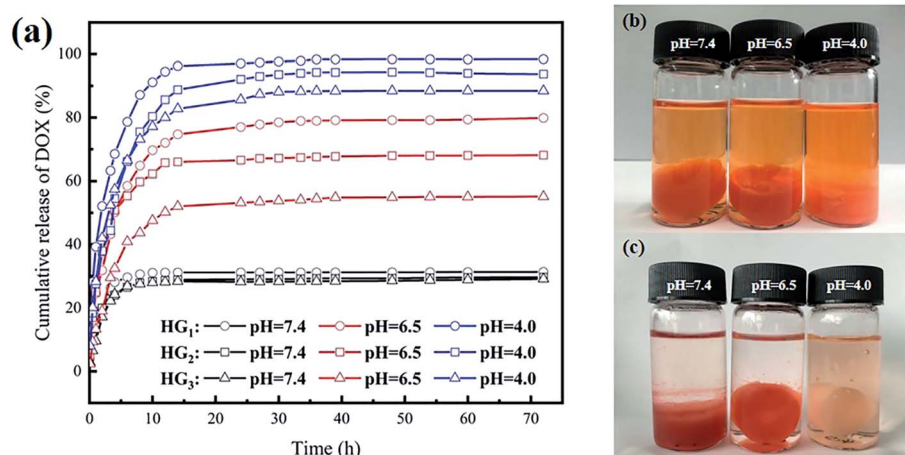 (a)
Cumulative release of DOX (%)
100
80
60
40
20
0
HG₁: pH=7.4 pH=6.5 pH=4.0
HG₂: pH=7.4 pH=6.5 pH=4.0
HG₃: pH=7.4 pH=6.5 pH=4.0
0 10 20 30 40 50 60 70
Time (h)
(b)
pH=7.4 pH=6.5 pH=4.0
(c)
pH=7.4 pH=6.5 pH=4.0